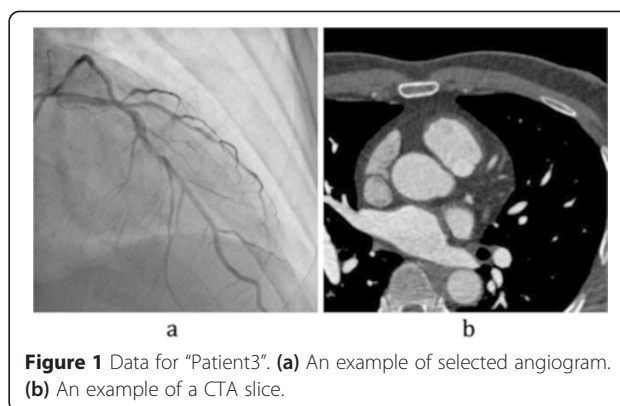 a
b
Figure 1 Data for “Patient3”. (a) An example of selected angiogram.
(b) An example of a CTA slice.